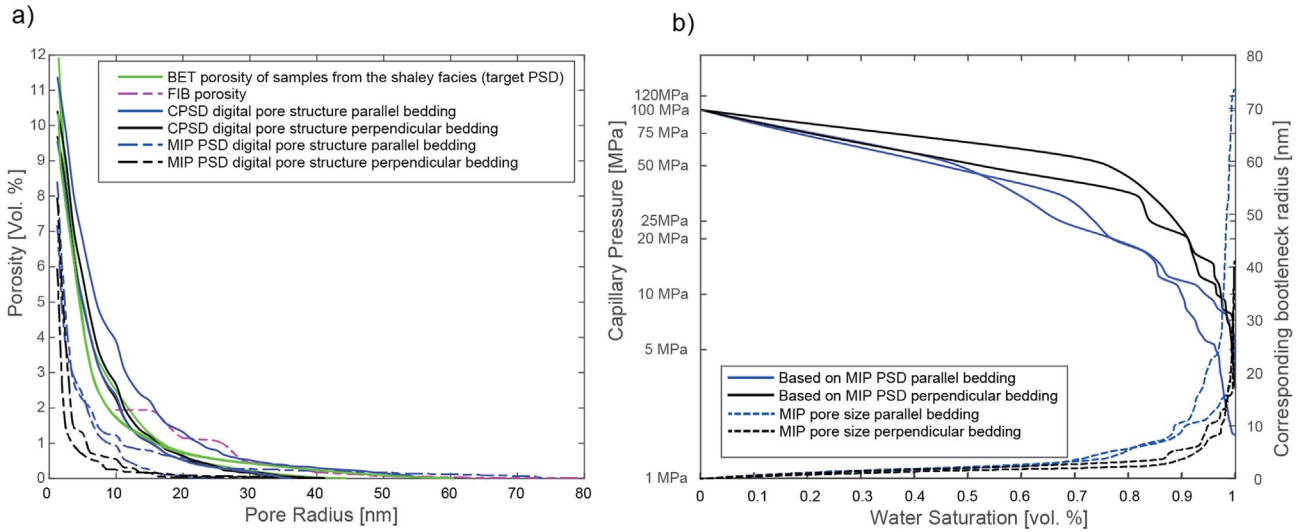 a)
12
11
10
9
8
7
6
5
4
3
2
1
0
Porosity [Vol. %]
BET porosity of samples from the shaley facies (target PSD)
FIB porosity
CPSD digital pore structure parallel bedding
CPSD digital pore structure perpendicular bedding
MIP PSD digital pore structure parallel bedding
MIP PSD digital pore structure perpendicular bedding
0 10 20 30 40 50 60 70 80
Pore Radius [nm]
b)
120MPa
100 MPa
75 MPa
50 MPa
25MPa
20 MPa
10 MPa
5 MPa
1 MPa
Capillary Pressure [MPa]
Based on MIP PSD parallel bedding
Based on MIP PSD perpendicular bedding
MIP pore size parallel bedding
MIP pore size perpendicular bedding
0 0.1 0.2 0.3 0.4 0.5 0.6 0.7 0.8 0.9 1
Water Saturation [vol. %]
80
70
60
50
40
30
20
10
0
Corresponding bootleneck radius [nm]